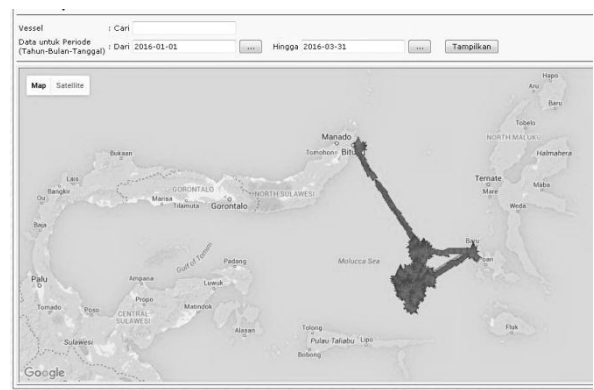 Vessel : Cari
Data untuk Periode
(Tahun-Bulan-Tanggal) : Dari 2016-01-01 ... Hingga 2016-03-31 ... Tampilkan
Map Satellite
Hapo
Aru
Beru
Tobelo
Manado
Tomohon Bitu
NORTH MALUKU
Halmahera
Bukaan
Lais
Bangkir
Ou
GORONTALO
NORTH SULAWESI
Marisa
Tilamuta
Gorontalo
Ternate
Mare
Maba
Weda
Baja
Gulf of Tomini
Padang
Molucca Sea
Palu
Ampana
Luwuk
Tomado
Poso
Propo
Matindok
CENTRAL
SULAWESI
Sulawesi
Alasan
Tolong
Pulau Taliabu
Lipo
Bobong
Fluk
Google